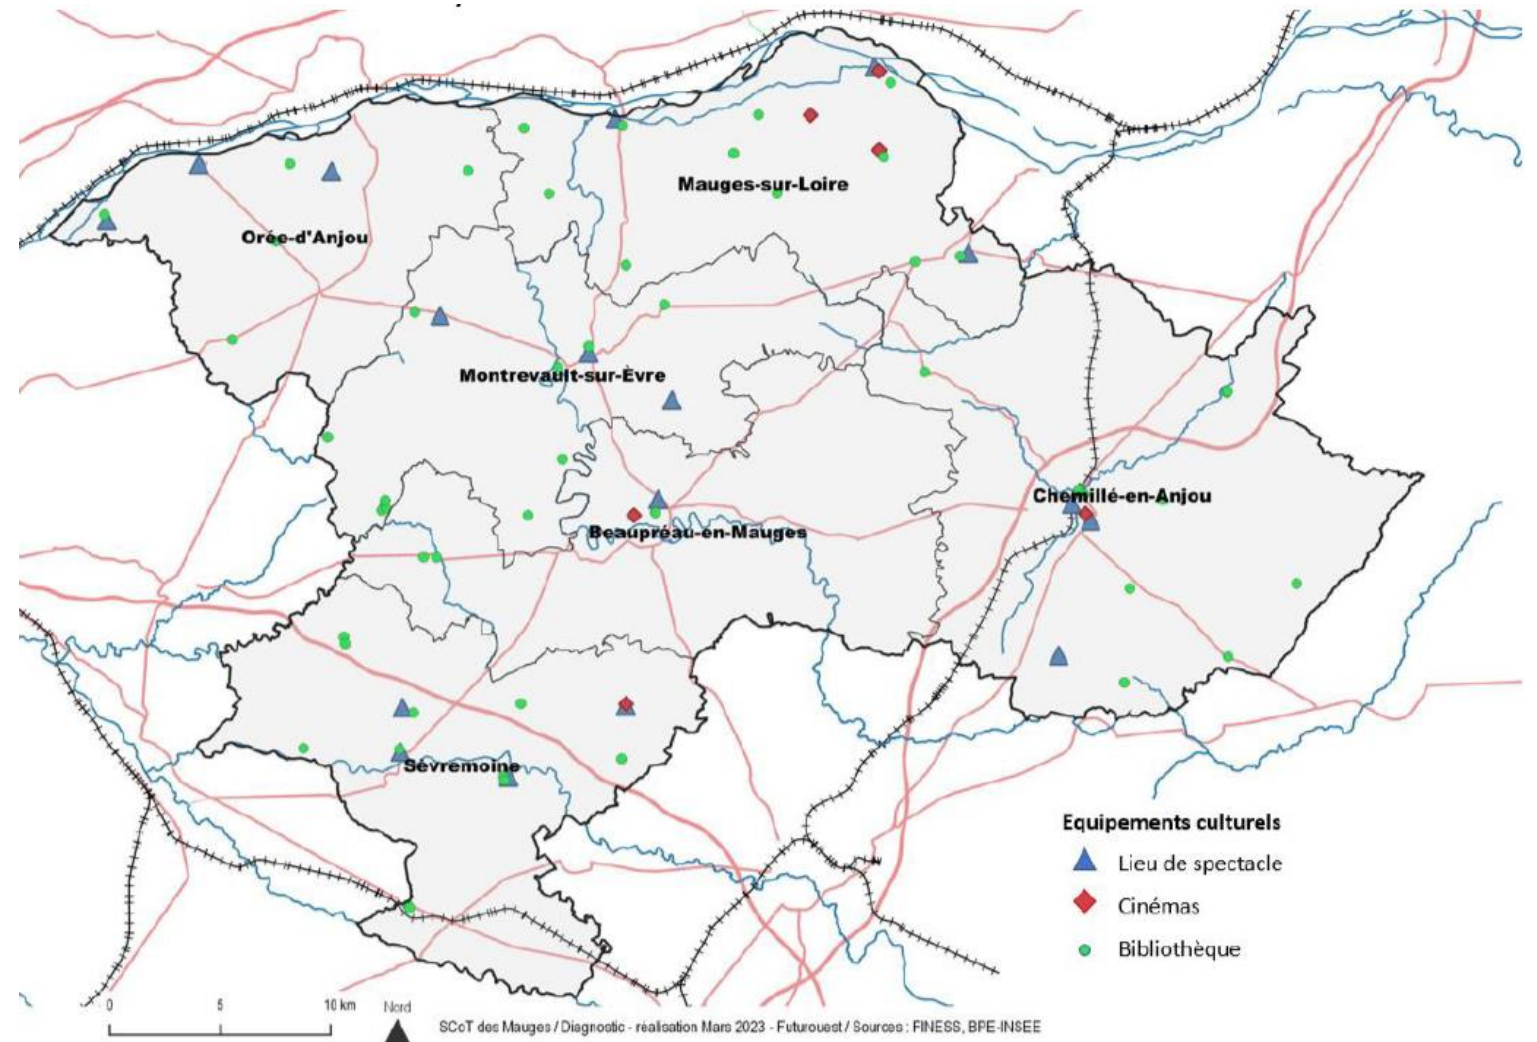 Mauges-sur-Loire
Orée-d'Anjou
Montrevault-sur-Èvre
Chemillé-en-Anjou
Beaupréau-en-Mauges
Sèvremoine
Equipements culturels
Lieu de spectacle
Cinémas
Bibliothèque
0 5 10 km
Nord
SCoT des Mauges / Diagnostic - réalisation Mars 2023 - Futurouest / Sources : FINESS, BPE-INSEE